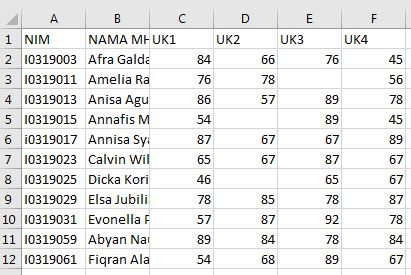 A B C D E F
1 NIM NAMA MH UK1 UK2 UK3 UK4
2 I0319003 Afra Galda 84 66 76 45
3 I0319011 Amelia Ra 76 78 56
4 I0319013 Anisa Agu 86 57 89 78
5 I0319015 Annafis M 54 89 45
6 I0319017 Annisa Sya 87 67 67 89
7 I0319023 Calvin Wil 65 67 87 67
8 I0319025 Dicka Kori 46 65 67
9 I0319029 Elsa Jubili 78 85 78 87
10 I0319031 Evonella P 57 87 92 78
11 I0319059 Abyan Nau 89 84 78 84
12 I0319061 Fiqran Ala 54 68 89 67